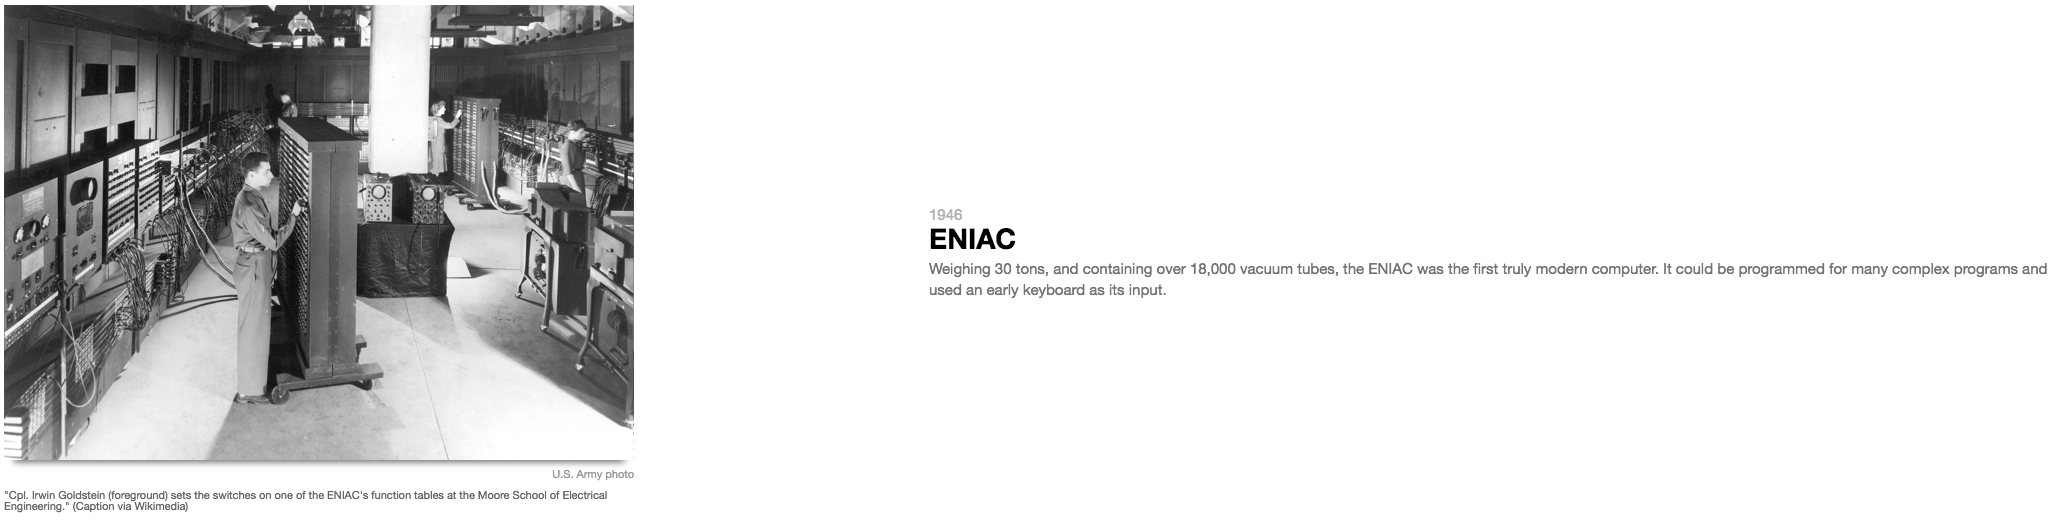 U.S. Army photo
"Cpl. Irwin Goldstein (foreground) sets the switches on one of the ENIAC's function tables at the Moore School of Electrical
Engineering." (Caption via Wikimedia)
1946
ENIAC
Weighing 30 tons, and containing over 18,000 vacuum tubes, the ENIAC was the first truly modern computer. It could be programmed for many complex programs and
used an early keyboard as its input.